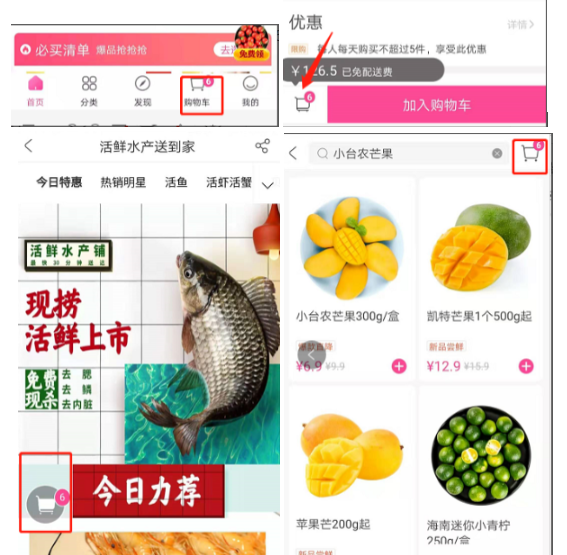 必买清单 爆品抢抢抢
免费领
首页
分类
发现
购物车
6
我的
优惠
详情>
限购
每人每天购买不超过5件，享受此优惠
¥126.5 已免配送费
6
加入购物车
活鲜水产送到家
今日特惠 热销明星 活鱼 活虾活蟹
活鲜水产铺
现捞
活鲜上市
免费
现杀
去 腮
去 鳞
去内脏
6
今日力荐
小台农芒果
6
小台农芒果300g/盒
¥6.9 ¥9.9
凯特芒果1个500g起
新品尝鲜
¥12.9 ¥15.9
苹果芒200g起
新品尝鲜
海南迷你小青柠
250g/盒